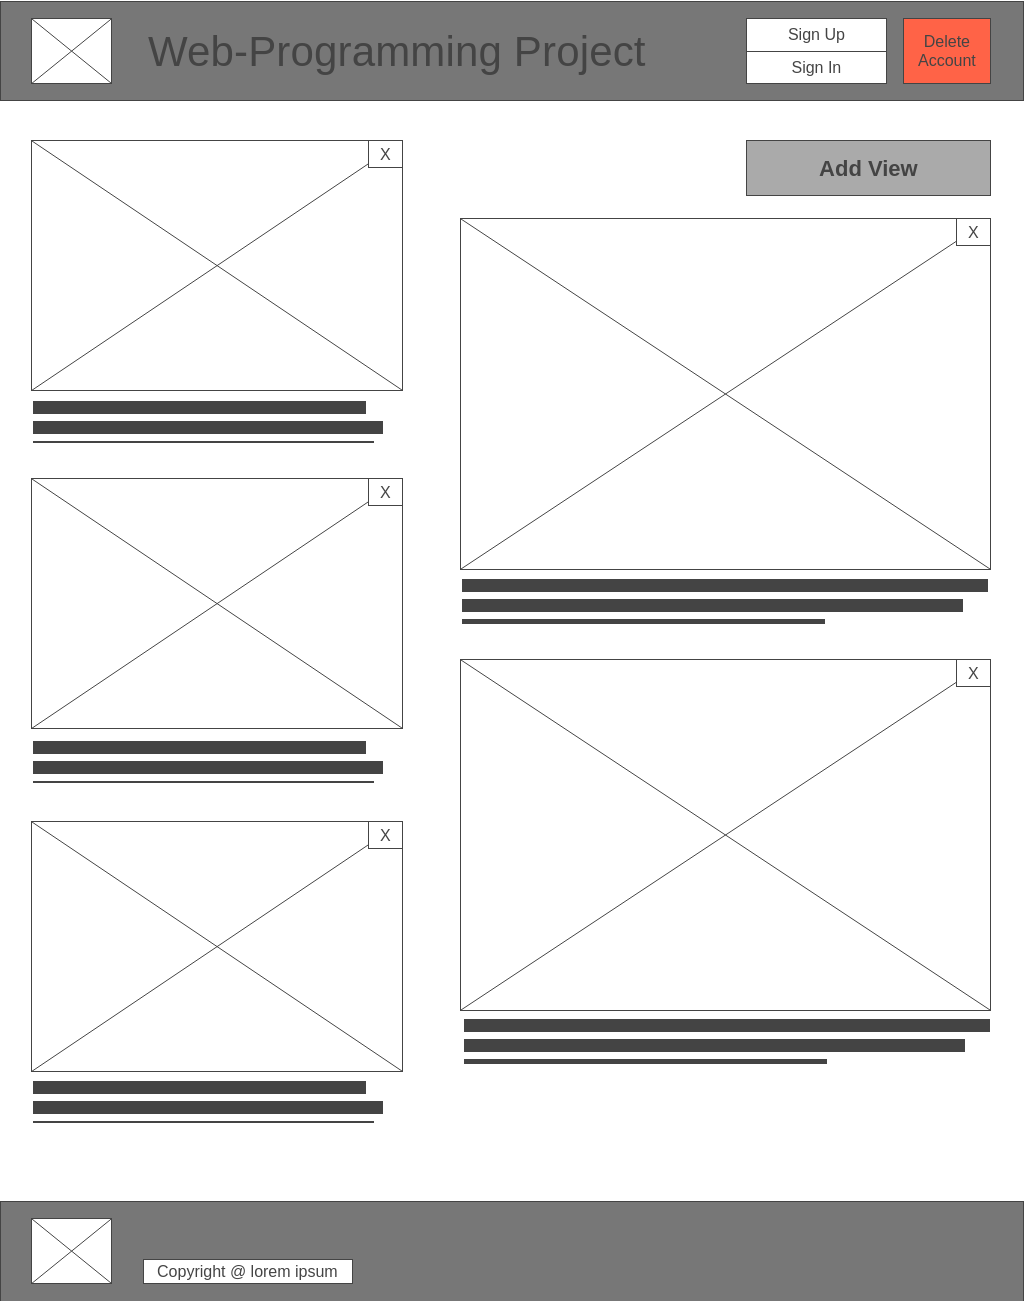 Web-Programming Project
Sign Up
Sign In
Delete
Account
X
Add View
X
X
X
X
Copyright @ lorem ipsum